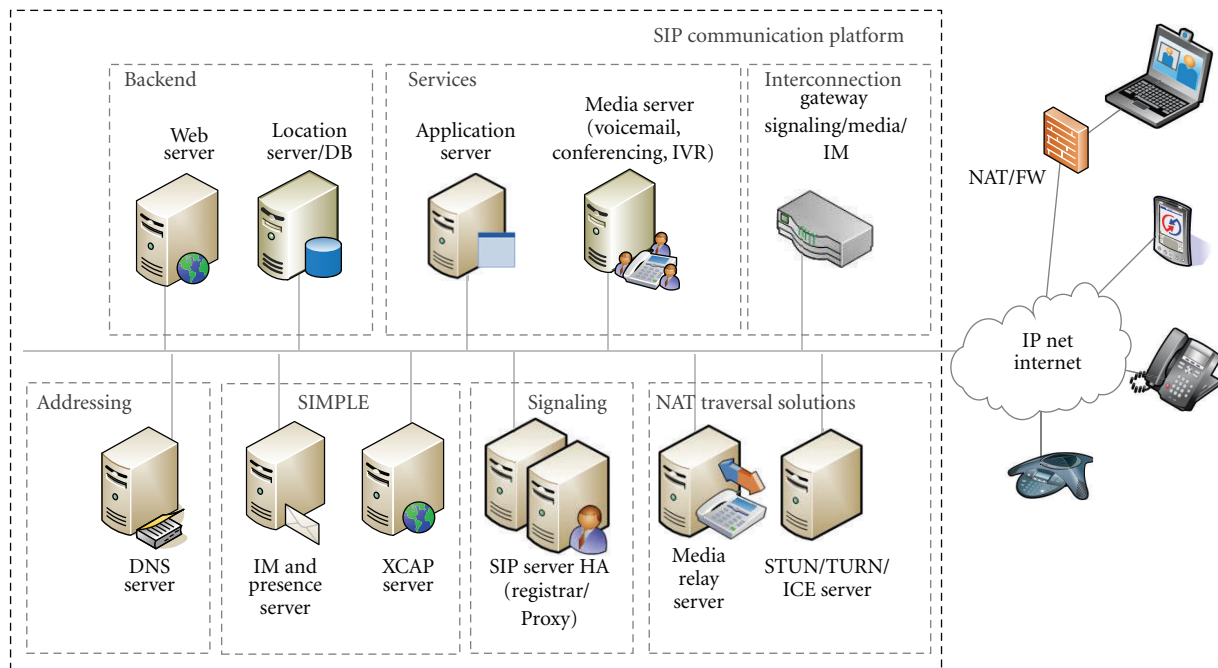 SIP communication platform
Backend
Web
server
Location
server/DB
Services
Application
server
Media server
(voicemail,
conferencing, IVR)
Interconnection
gateway
signaling/media/
IM
NAT/FW
IP net
internet
Addressing
DNS
server
SIMPLE
IM and
presence
server
XCAP
server
Signaling
SIP server HA
(registrar/
Proxy)
NAT traversal solutions
Media
relay
server
STUN/TURN/
ICE server